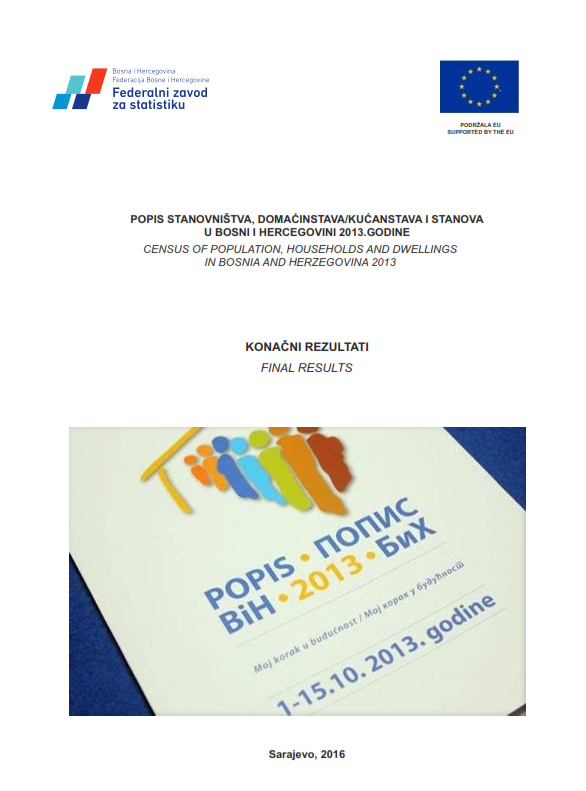 Bosna i Hercegovina
Federacija Bosne i Hercegovine
Federalni zavod
za statistiku
PODRŽALA EU
SUPPORTED BY THE EU
POPIS STANOVNIŠTVA, DOMAĆINSTAVA/KUĆANSTAVA I STANOVA
U BOSNI I HERCEGOVINI 2013.GODINE
CENSUS OF POPULATION, HOUSEHOLDS AND DWELLINGS
IN BOSNIA AND HERZEGOVINA 2013
KONAČNI REZULTATI
FINAL RESULTS
POPIS • ПОПИС
BiH • 2013 • БиХ
Moj korak u budućnost / Мој корак у будућност
1-15.10. 2013. godine
Sarajevo, 2016